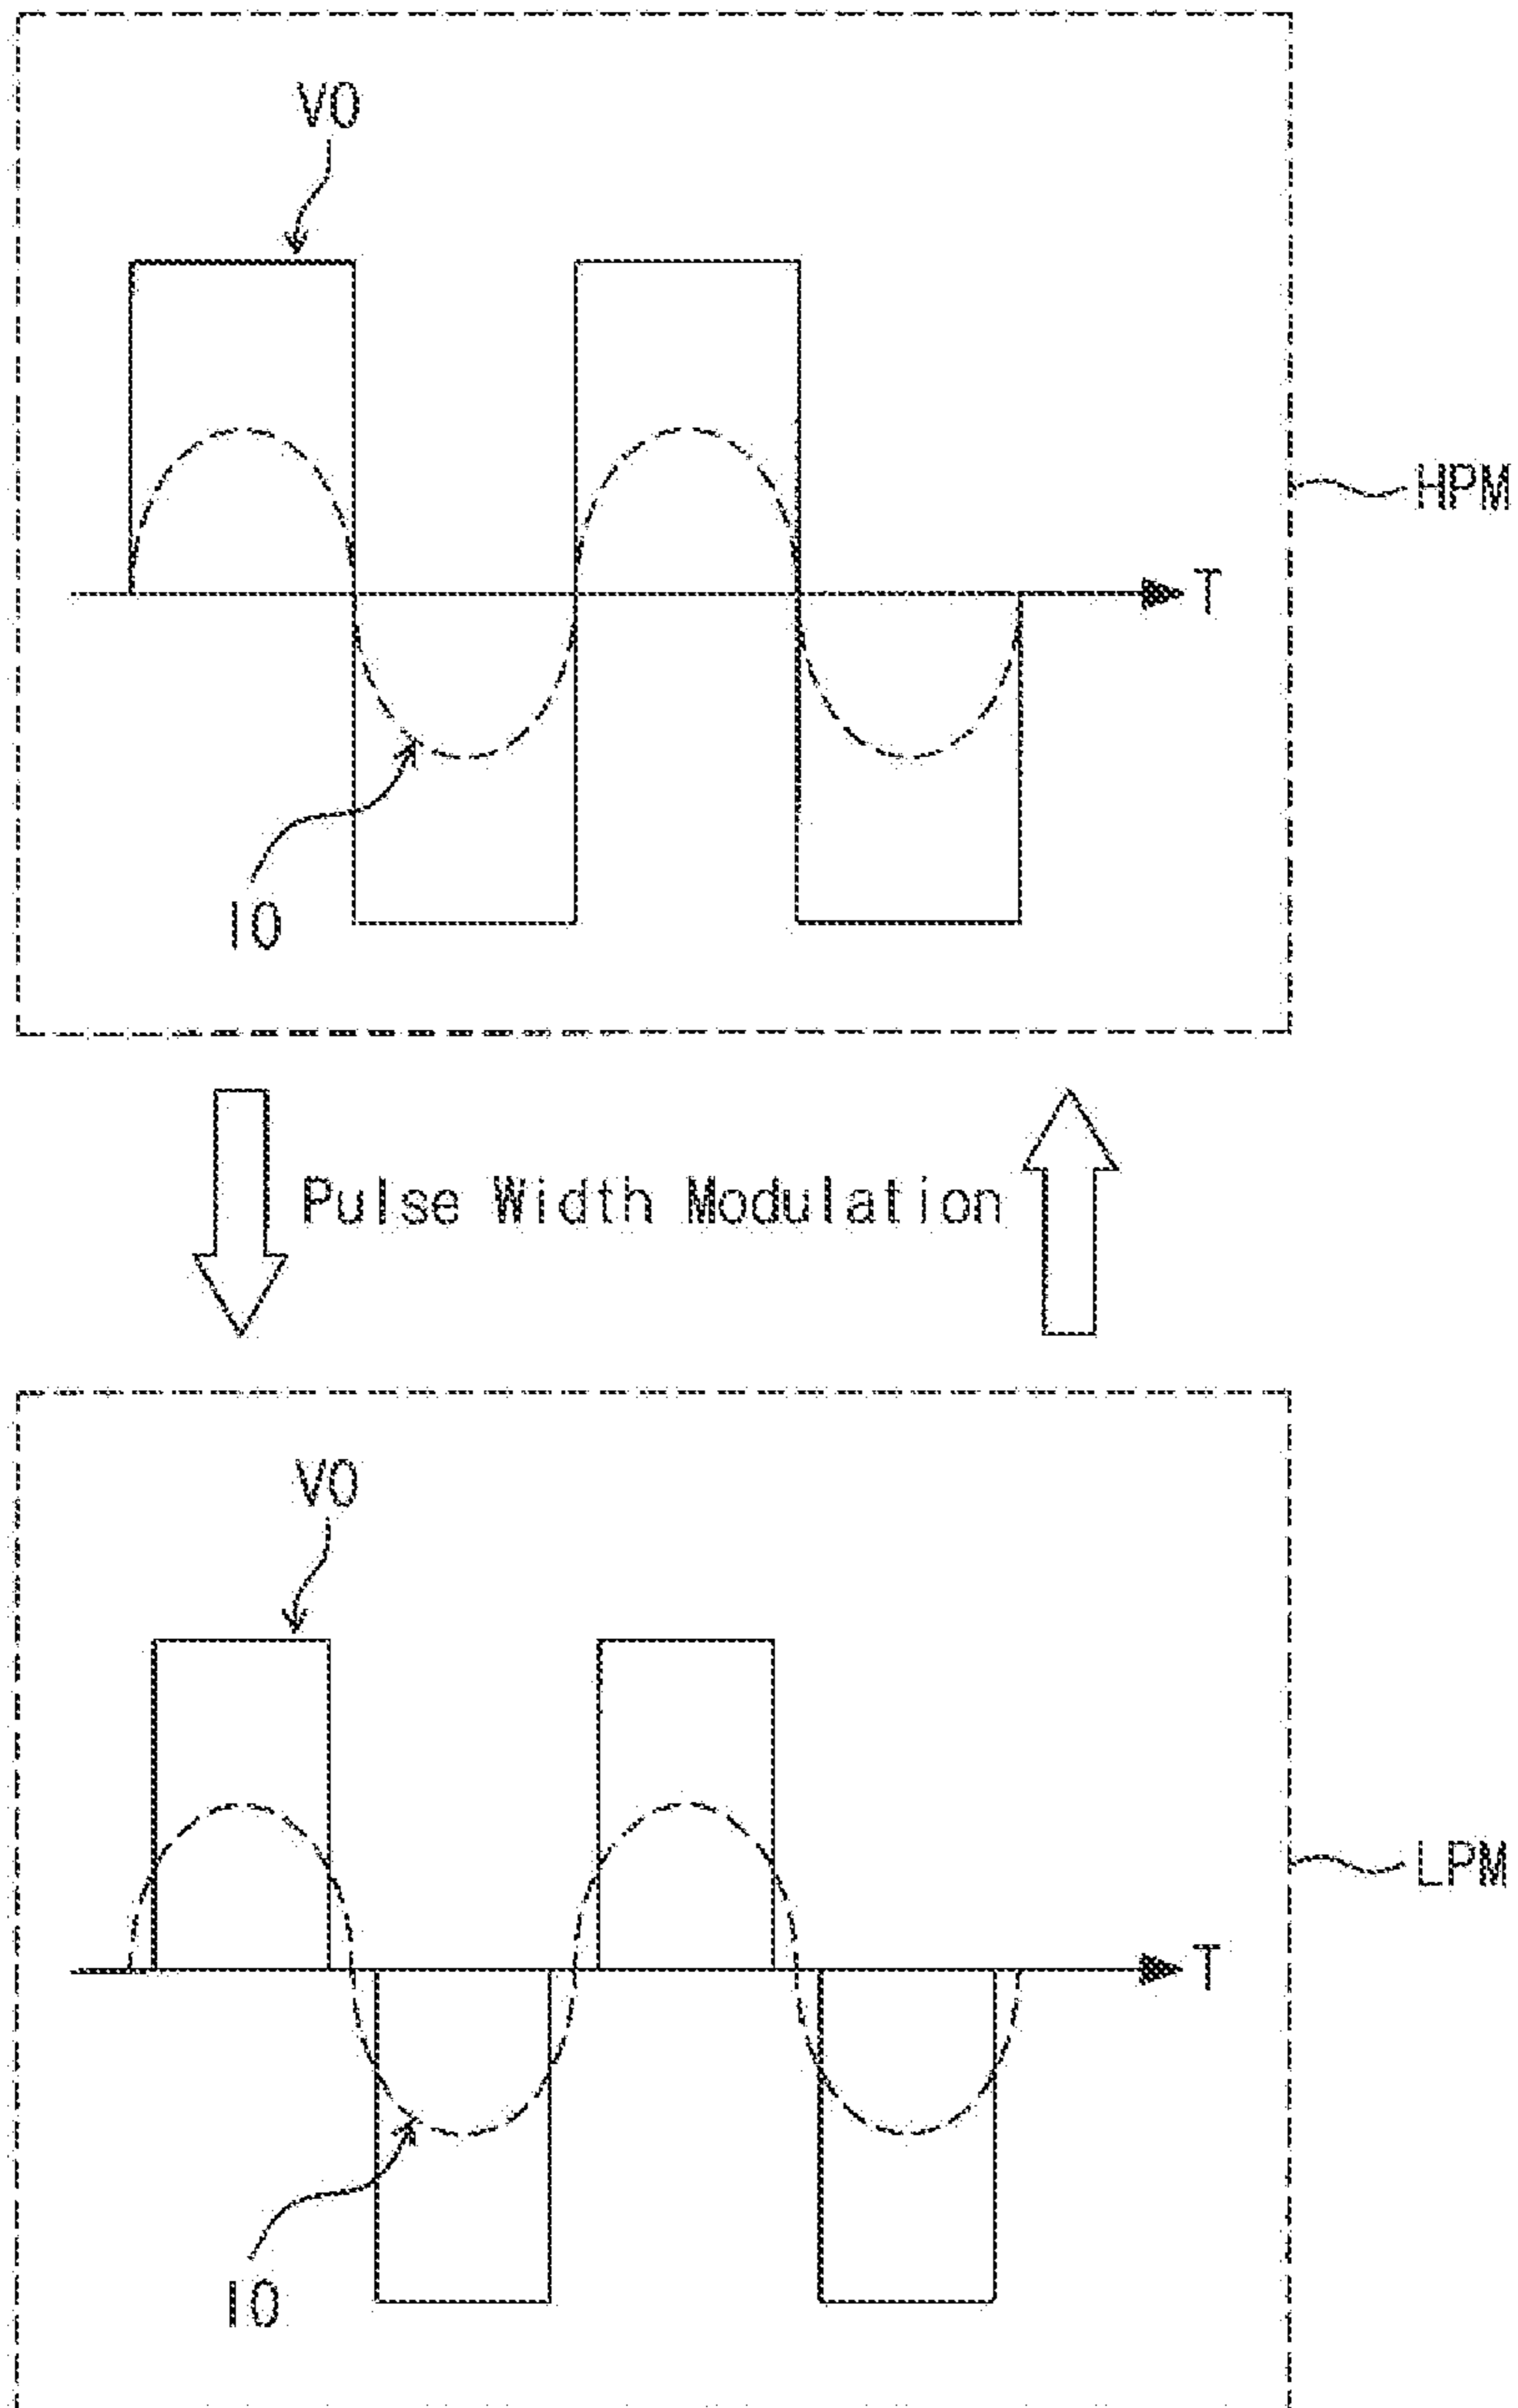 VO
HPM
T
IO
Pulse Width Modulation
VO
LPM
T
IO